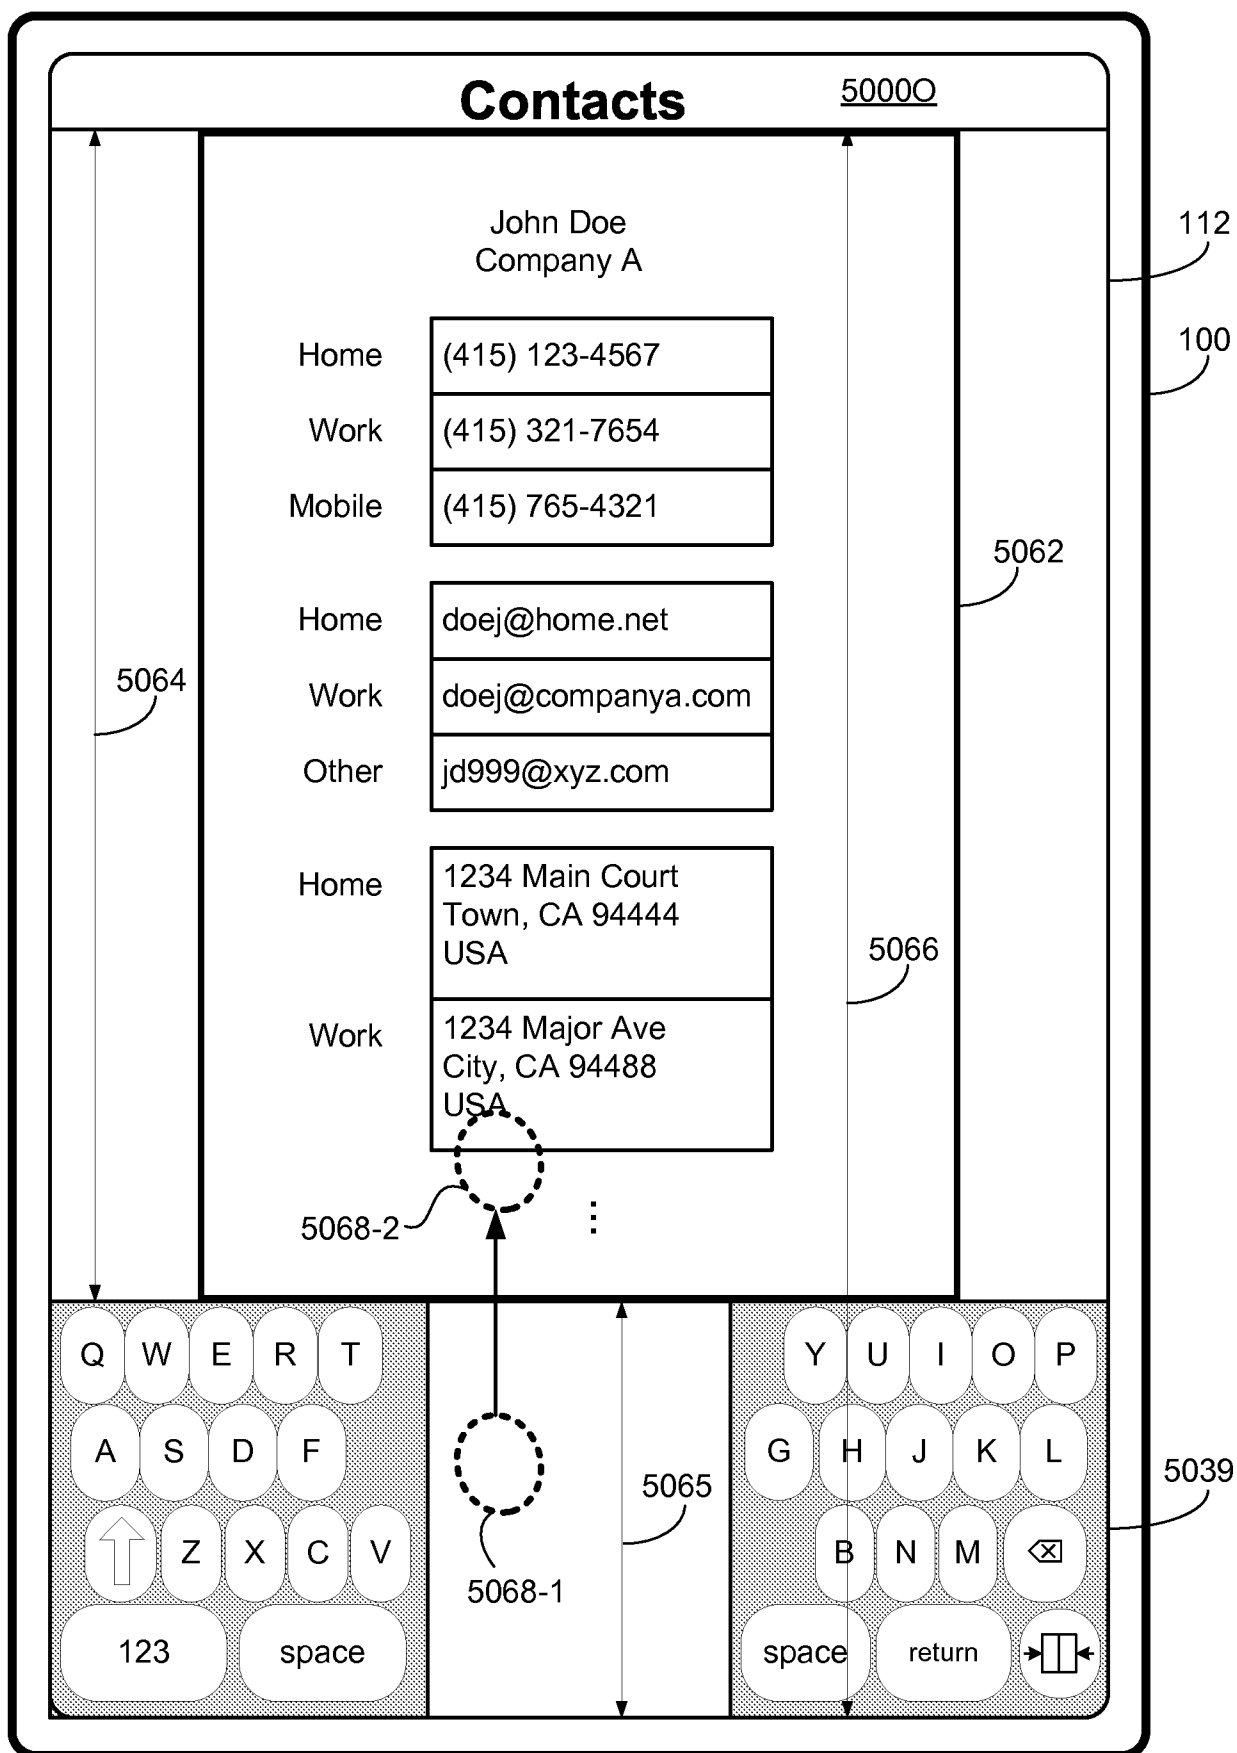 Contacts 5000O
John Doe
Company A
112
100
Home (415) 123-4567
Work (415) 321-7654
Mobile (415) 765-4321
5062
Home doej@home.net
5064
Work doej@companya.com
Other jd999@xyz.com
Home 1234 Main Court
Town, CA 94444
USA
5066
Work 1234 Major Ave
City, CA 94488
USA
5068-2
⋮
Q W E R T Y U I O P
A S D F G H J K L
5065
5039
Z X C V B N M
5068-1
123 space space return